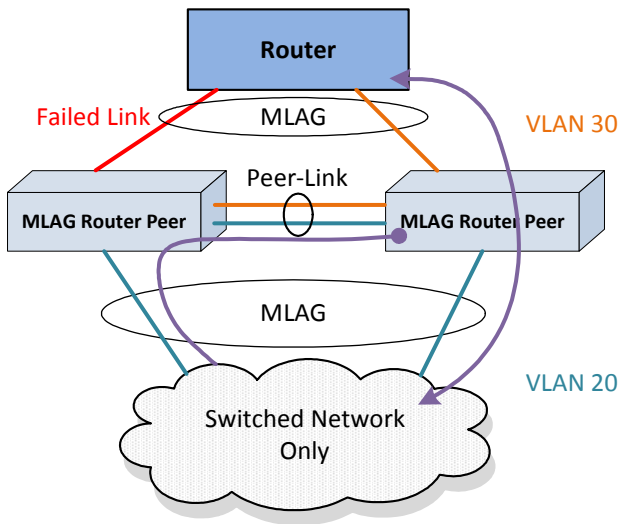 Router
Failed Link
MLAG
VLAN 30
Peer-Link
MLAG Router Peer
MLAG Router Peer
MLAG
VLAN 20
Switched Network
Only